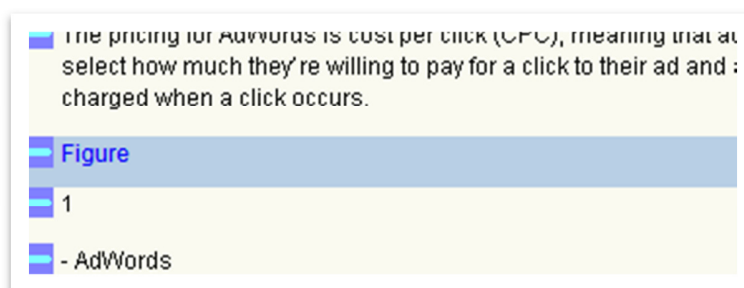 The pricing for AdWords is cost per click (CPC), meaning that
select how much they're willing to pay for a click to their ad and
charged when a click occurs.
Figure
1
- AdWords